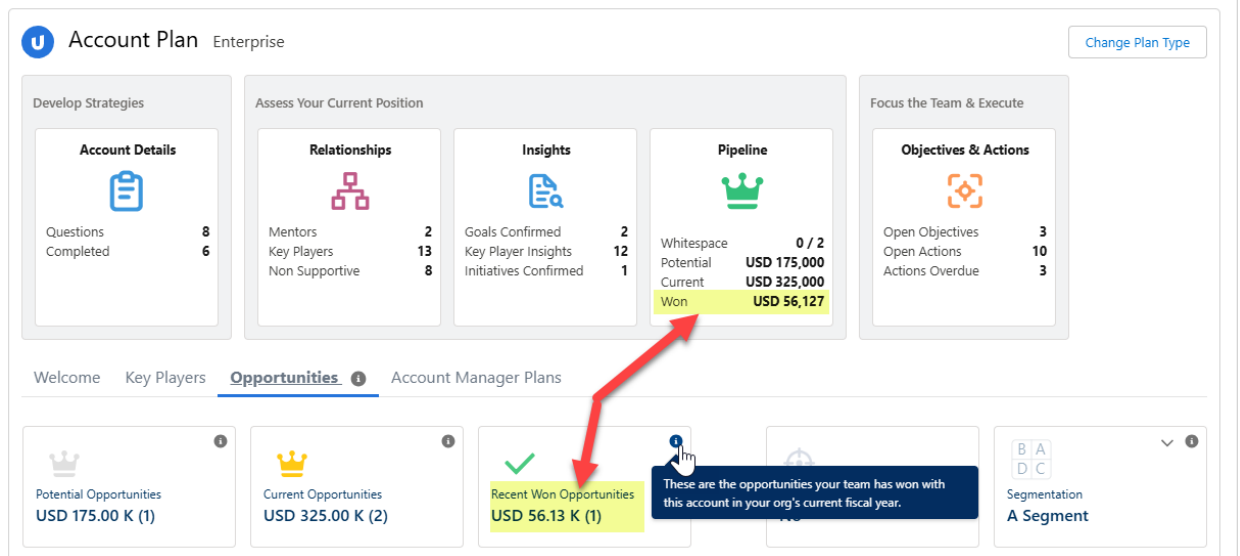 Account Plan Enterprise
Change Plan Type
Develop Strategies
Account Details
Questions 8
Completed 6
Assess Your Current Position
Relationships
Mentors 2
Key Players 13
Non Supportive 8
Insights
Goals Confirmed 2
Key Player Insights 12
Initiatives Confirmed 1
Pipeline
Whitespace 0 / 2
Potential USD 175,000
Current USD 325,000
Won USD 56,127
Focus the Team & Execute
Objectives & Actions
Open Objectives 3
Open Actions 10
Actions Overdue 3
Welcome Key Players Opportunities Account Manager Plans
Potential Opportunities
USD 175.00 K (1)
Current Opportunities
USD 325.00 K (2)
Recent Won Opportunities
USD 56.13 K (1)
These are the opportunities your team has won with
this account in your org's current fiscal year.
B A
D C
Segmentation
A Segment